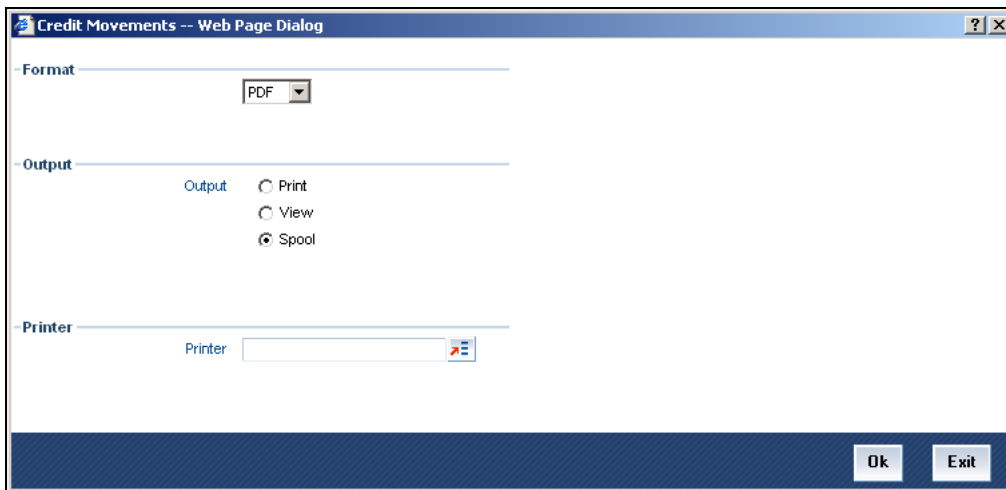 Credit Movements -- Web Page Dialog
Format
PDF
Output
Output
Print
View
Spool
Printer
Printer
Ok
Exit